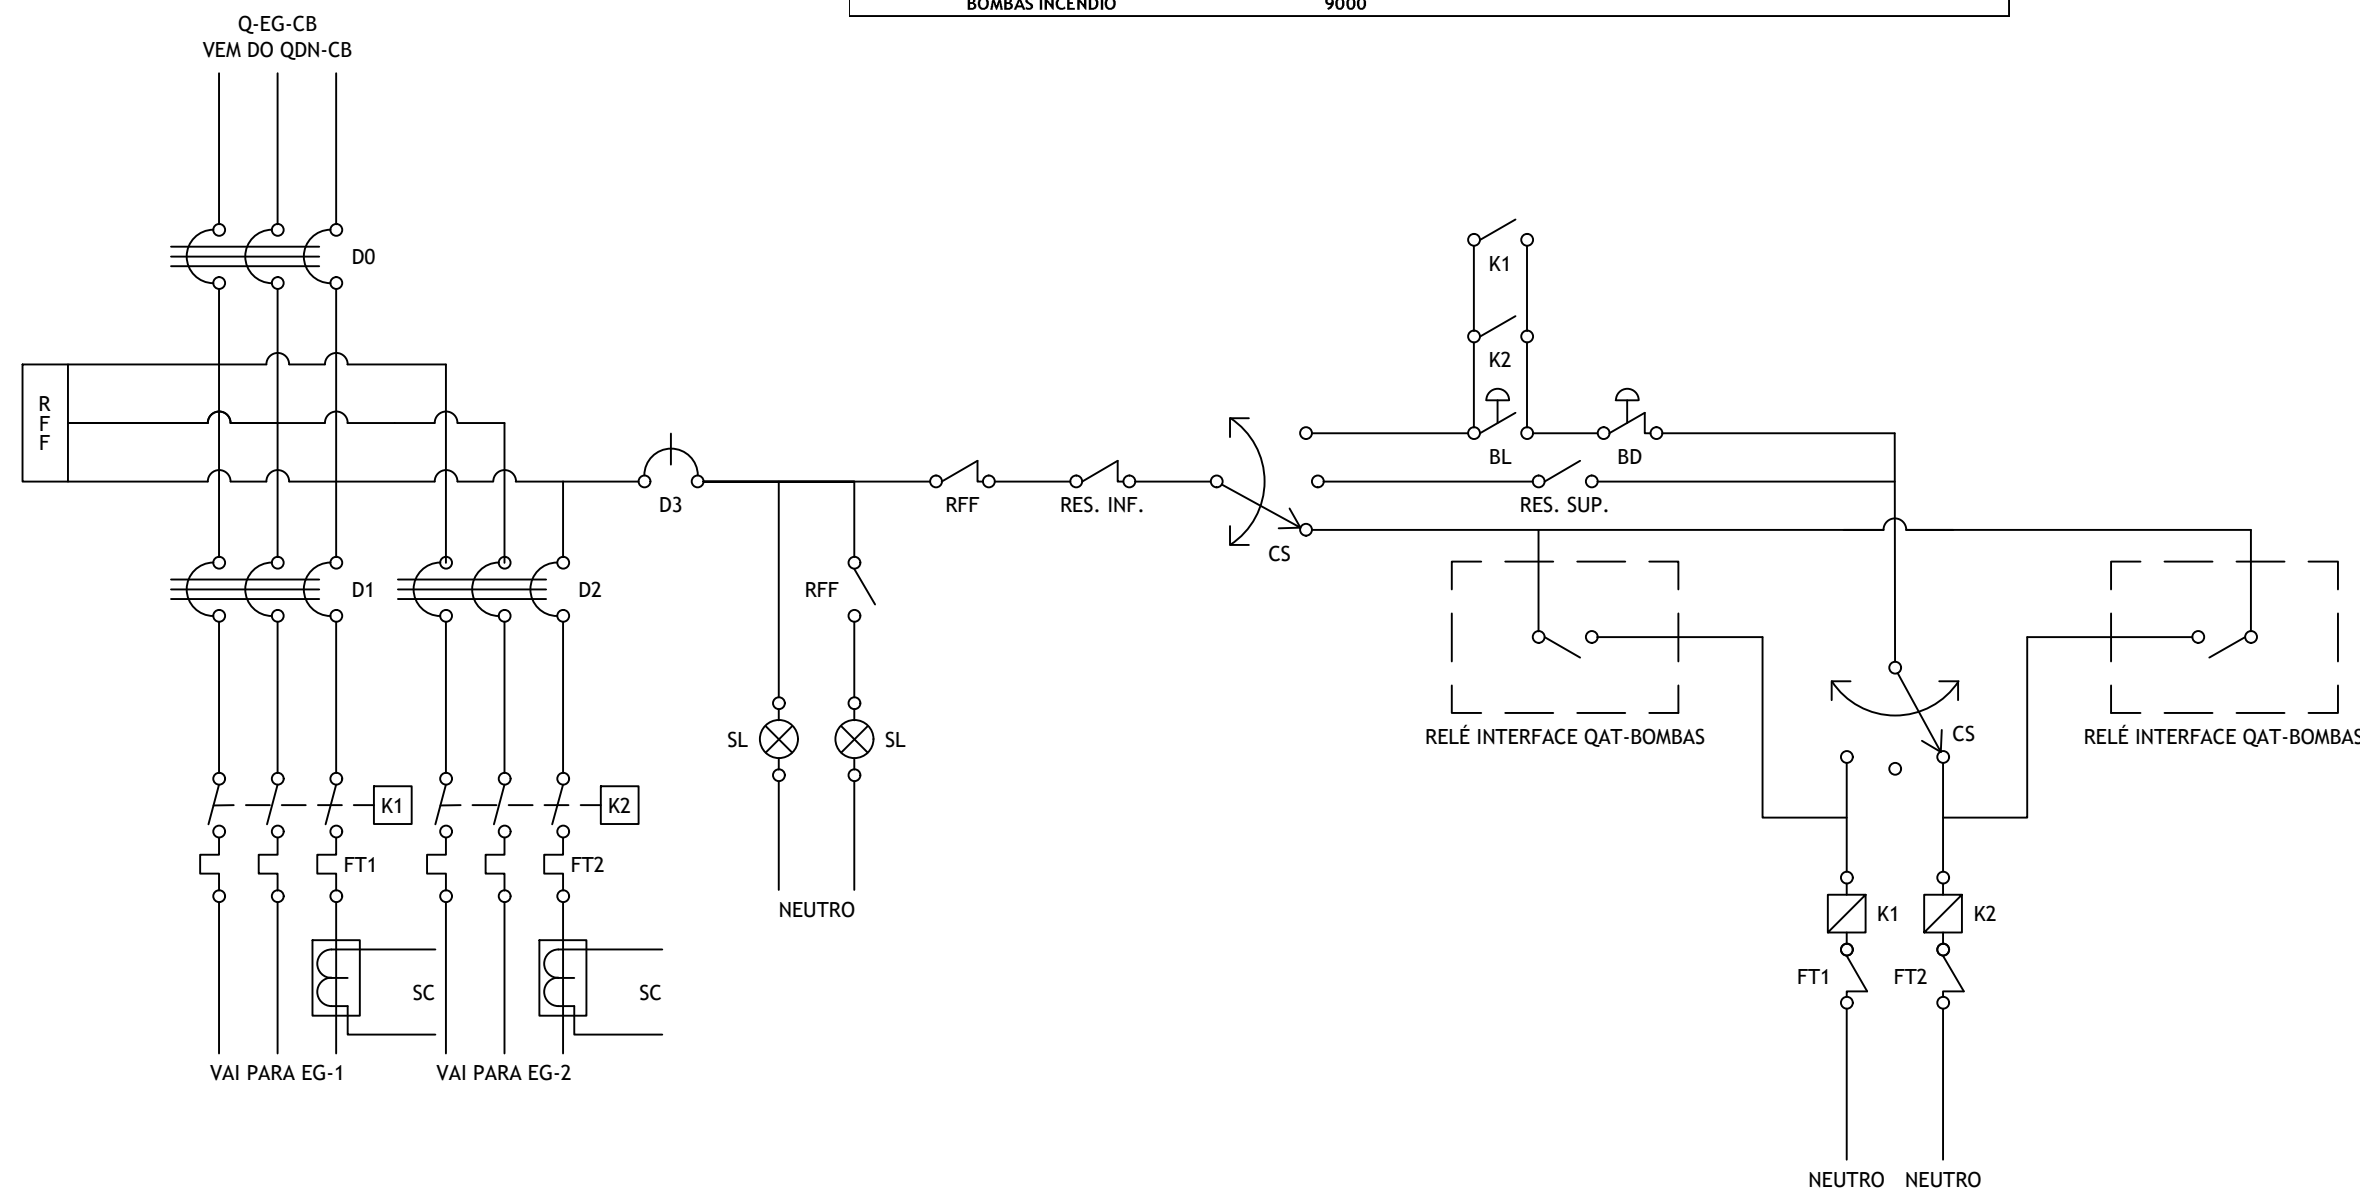 BOMBAS INCENDIO 9000
Q-EG-CB
VEM DO QDN-CB
D0
K1
K2
R
F
F
BL
BD
D3
RFF
RES. INF.
RES. SUP.
CS
D1
D2
RFF
SL
SL
RELÉ INTERFACE QAT-BOMBAS
CS
RELÉ INTERFACE QAT-BOMBAS
K1
K2
FT1
FT2
NEUTRO
K1
K2
FT1
FT2
SC
SC
VAI PARA EG-1
VAI PARA EG-2
NEUTRO
NEUTRO